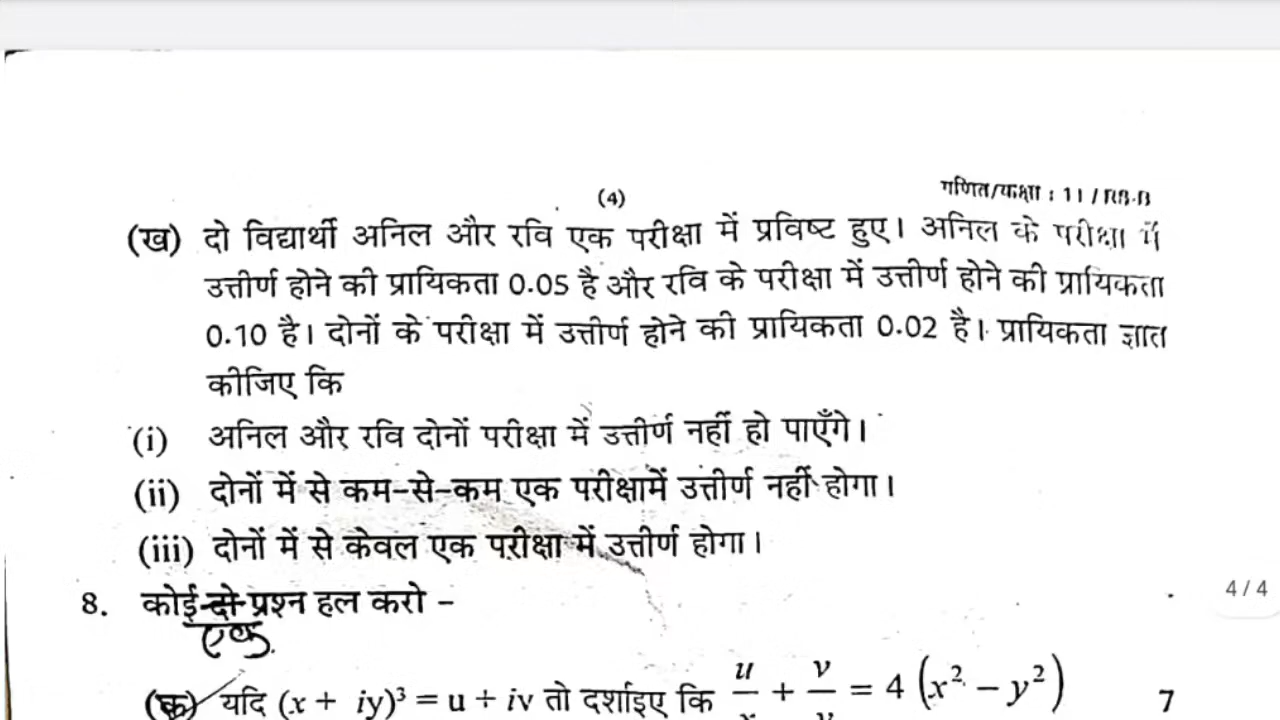 (4)
गणित/कक्षा : 11 / RB-B
(ख) दो विद्यार्थी अनिल और रवि एक परीक्षा में प्रविष्ट हुए। अनिल के परीक्षा में
उत्तीर्ण होने की प्रायिकता 0.05 है और रवि के परीक्षा में उत्तीर्ण होने की प्रायिकता
0.10 है। दोनों के परीक्षा में उत्तीर्ण होने की प्रायिकता 0.02 है। प्रायिकता ज्ञात
कीजिए कि
(i) अनिल और रवि दोनों परीक्षा में उत्तीर्ण नहीं हो पाएँगे।
(ii) दोनों में से कम-से-कम एक परीक्षामें उत्तीर्ण नहीं होगा।
(iii) दोनों में से केवल एक परीक्षा में उत्तीर्ण होगा।
4 / 4
8. कोई दो प्रश्न हल करो –
एक
(क) यदि (x + iy)³ = u + iv तो दर्शाइए कि u/x + v/y = 4 (x² – y²) 7